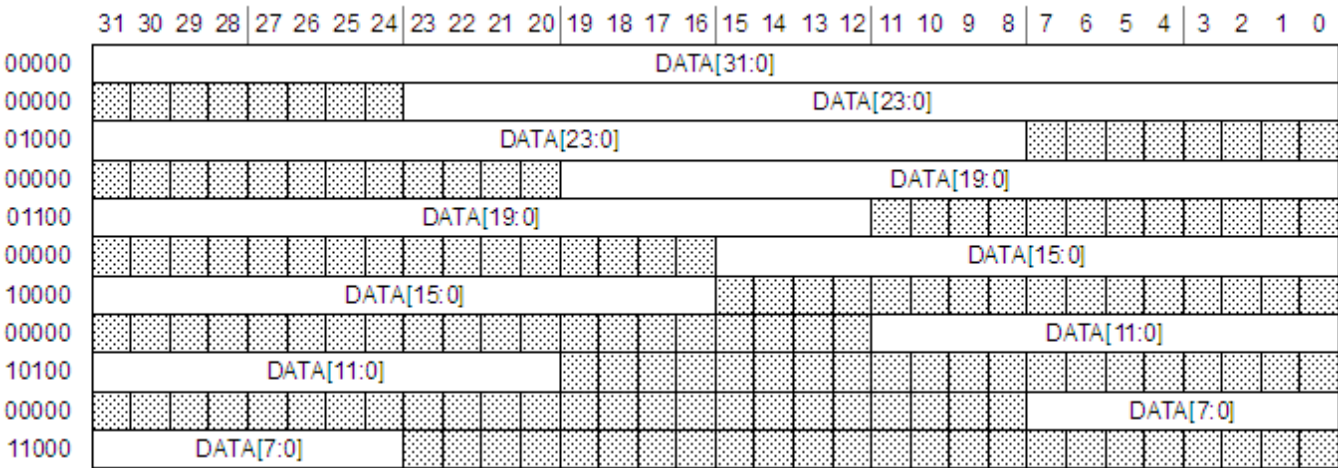 31 30 29 28 27 26 25 24 23 22 21 20 19 18 17 16 15 14 13 12 11 10 9 8 7 6 5 4 3 2 1 0
00000 DATA[31:0]
00000 DATA[23:0]
01000 DATA[23:0]
00000 DATA[19:0]
01100 DATA[19:0]
00000 DATA[15:0]
10000 DATA[15:0]
00000 DATA[11:0]
10100 DATA[11:0]
00000 DATA[7:0]
11000 DATA[7:0]